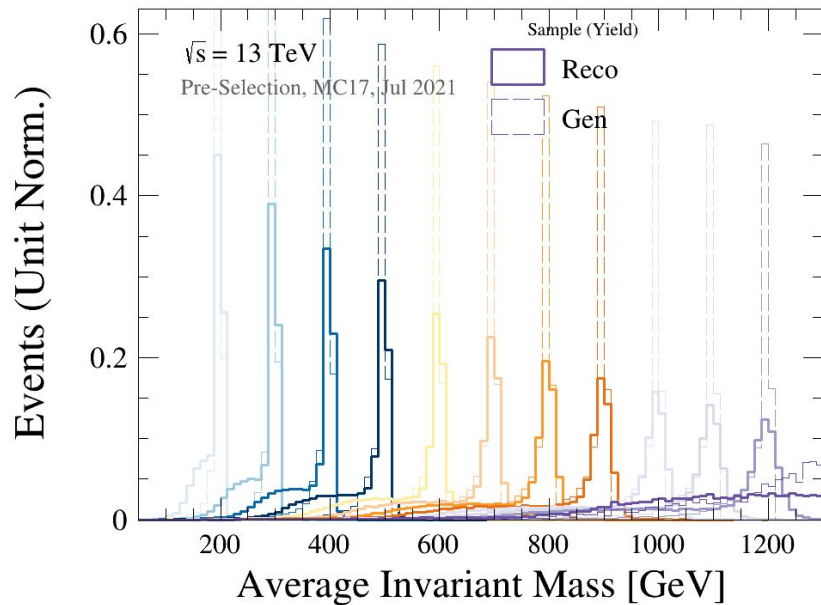 Events (Unit Norm.)
0.6
0.4
0.2
0
√s = 13 TeV
Pre-Selection, MC17, Jul 2021
Sample (Yield)
Reco
Gen
200 400 600 800 1000 1200
Average Invariant Mass [GeV]